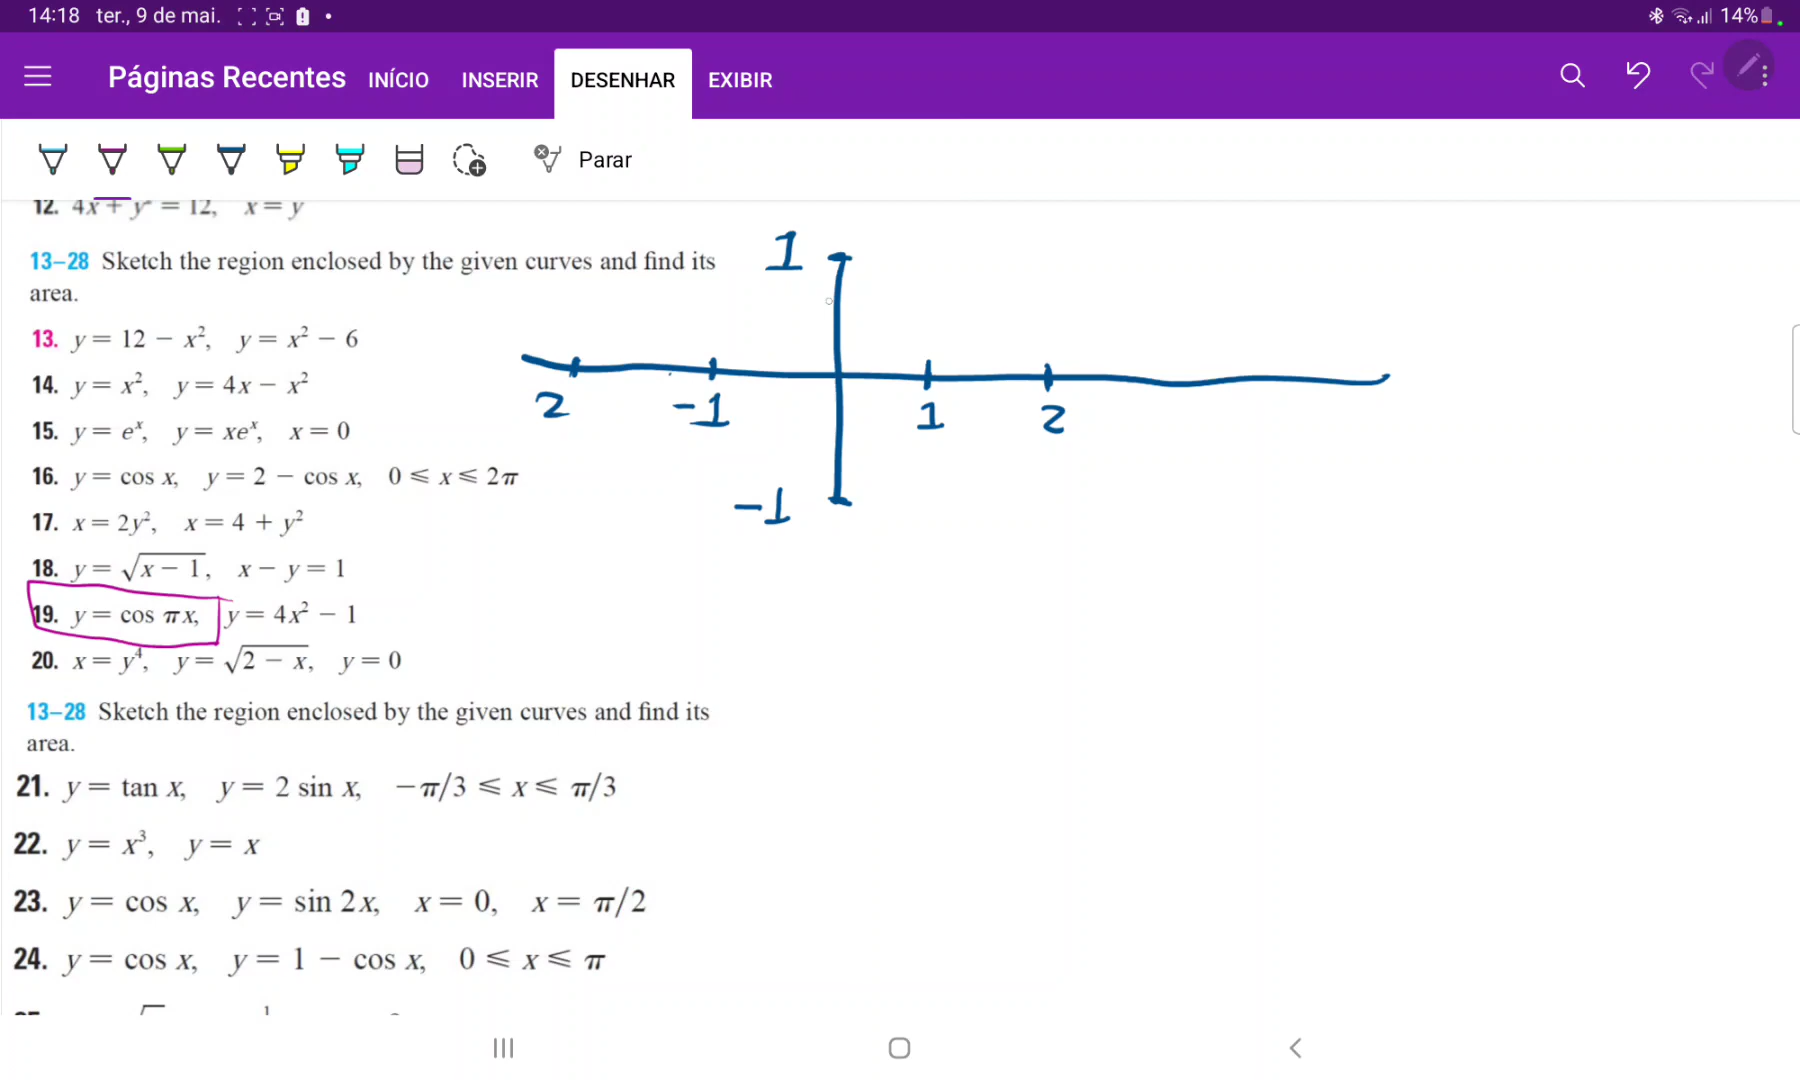 14:18 ter., 9 de mai. 14%
Páginas Recentes INÍCIO INSERIR DESENHAR EXIBIR
Parar
12. 4x + y² = 12, x = y
13–28 Sketch the region enclosed by the given curves and find its
area.
13. y = 12 − x², y = x² − 6
14. y = x², y = 4x − x²
15. y = eˣ, y = xeˣ, x = 0
16. y = cos x, y = 2 − cos x, 0 ⩽ x ⩽ 2π
17. x = 2y², x = 4 + y²
18. y = √(x − 1), x − y = 1
19. y = cos πx, y = 4x² − 1
20. x = y⁴, y = √(2 − x), y = 0
13–28 Sketch the region enclosed by the given curves and find its
area.
21. y = tan x, y = 2 sin x, −π/3 ⩽ x ⩽ π/3
22. y = x³, y = x
23. y = cos x, y = sin 2x, x = 0, x = π/2
24. y = cos x, y = 1 − cos x, 0 ⩽ x ⩽ π
1
2 -1 1 2
-1